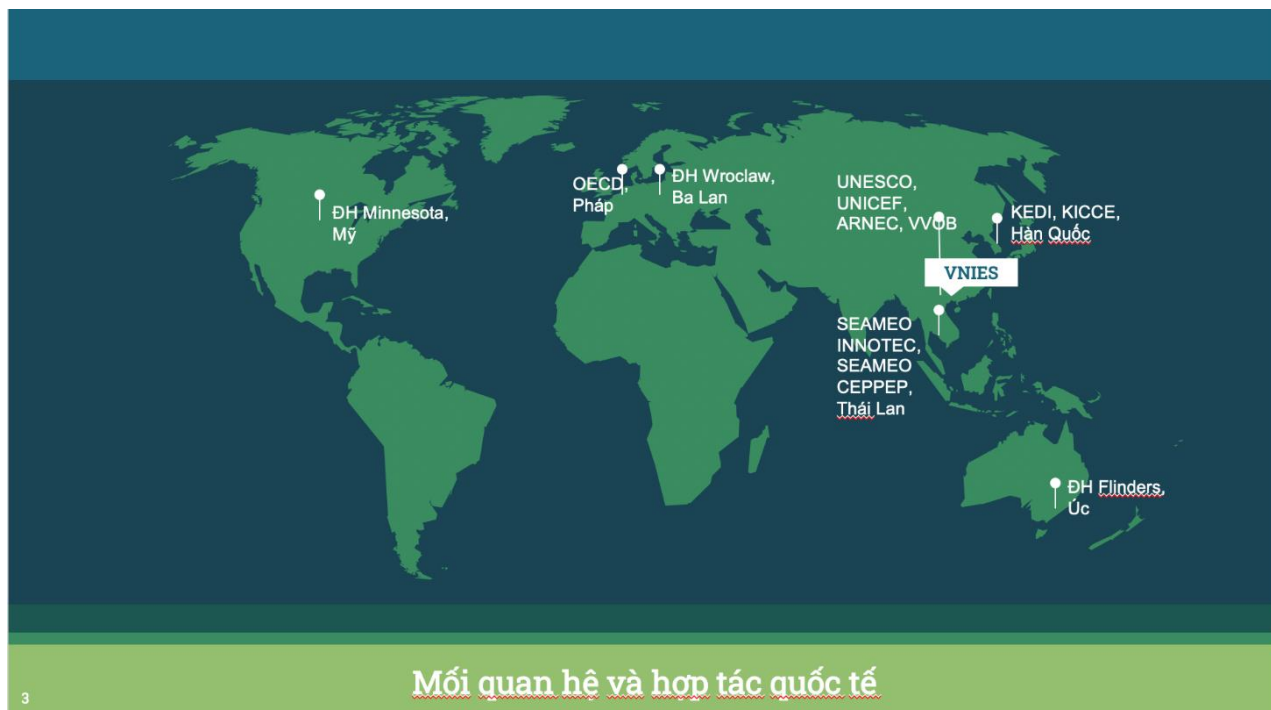 ĐH Minnesota,
Mỹ
OECD,
Pháp
ĐH Wroclaw,
Ba Lan
UNESCO,
UNICEF,
ARNEC, VVOB
KEDI, KICCE,
Hàn Quốc
VNIES
SEAMEO
INNOTEC,
SEAMEO
CEPPEP,
Thái Lan
ĐH Flinders,
Úc
Mối quan hệ và hợp tác quốc tế
3